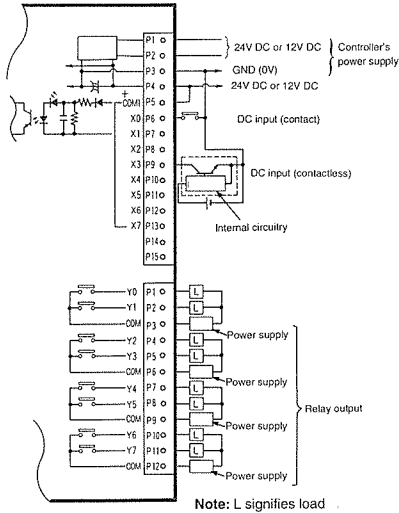 P1
24V DC or 12V DC
Controller's
power supply
P2
P3
GND (0V)
P4
24V DC or 12V DC
+
COM1
P5
X0
P6
DC input (contact)
X1
P7
X2
P8
X3
P9
DC input (contactless)
X4
P10
X5
P11
X6
P12
Internal circuitry
X7
P13
P14
P15
Y0
P1
L
Y1
P2
L
COM
P3
Power supply
Y2
P4
L
Y3
P5
L
COM
P6
Power supply
Y4
P7
L
Y5
P8
L
Relay output
COM
P9
Power supply
Y6
P10
L
Y7
P11
L
COM
P12
Power supply
Note: L signifies load